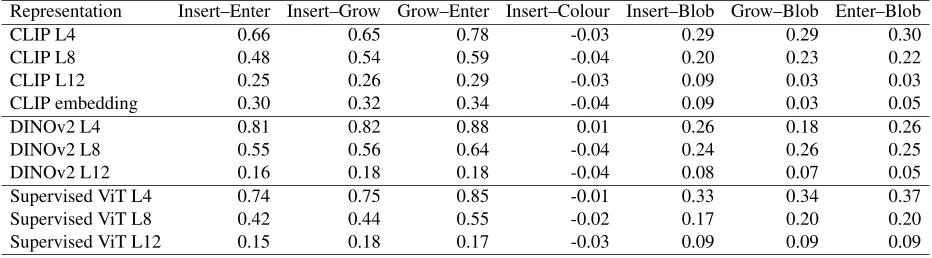 Representation Insert–Enter Insert–Grow Grow–Enter Insert–Colour Insert–Blob Grow–Blob Enter–Blob
CLIP L4 0.66 0.65 0.78 -0.03 0.29 0.29 0.30
CLIP L8 0.48 0.54 0.59 -0.04 0.20 0.23 0.22
CLIP L12 0.25 0.26 0.29 -0.03 0.09 0.03 0.03
CLIP embedding 0.30 0.32 0.34 -0.04 0.09 0.03 0.05
DINOv2 L4 0.81 0.82 0.88 0.01 0.26 0.18 0.26
DINOv2 L8 0.55 0.56 0.64 -0.04 0.24 0.26 0.25
DINOv2 L12 0.16 0.18 0.18 -0.04 0.08 0.07 0.05
Supervised ViT L4 0.74 0.75 0.85 -0.01 0.33 0.34 0.37
Supervised ViT L8 0.42 0.44 0.55 -0.02 0.17 0.20 0.20
Supervised ViT L12 0.15 0.18 0.17 -0.03 0.09 0.09 0.09